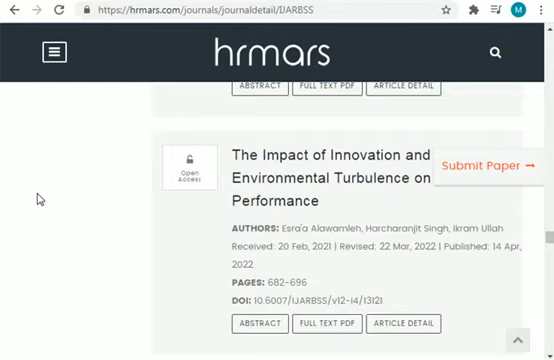 https://hrmars.com/journals/journaldetail/IJARBSS
M
hrmars
ABSTRACT FULL TEXT PDF ARTICLE DETAIL
Open
Access
The Impact of Innovation and
Environmental Turbulence on
Performance
Submit Paper →
AUTHORS: Esra'a Alawamleh, Harcharanjit Singh, Ikram Ullah
Received: 20 Feb, 2021 | Revised: 22 Mar, 2022 | Published: 14 Apr,
2022
PAGES: 682-696
DOI: 10.6007/IJARBSS/v12-i4/13121
ABSTRACT FULL TEXT PDF ARTICLE DETAIL